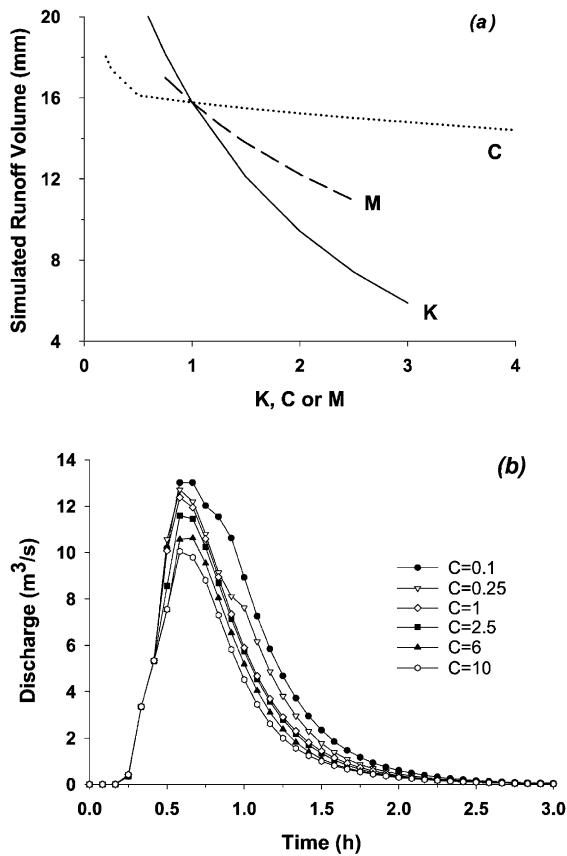 (a)
Simulated Runoff Volume (mm)
20
16
12
8
4
C
M
K
0 1 2 3 4
K, C or M
(b)
Discharge (m³/s)
14
12
10
8
6
4
2
0
C=0.1
C=0.25
C=1
C=2.5
C=6
C=10
0.0 0.5 1.0 1.5 2.0 2.5 3.0
Time (h)